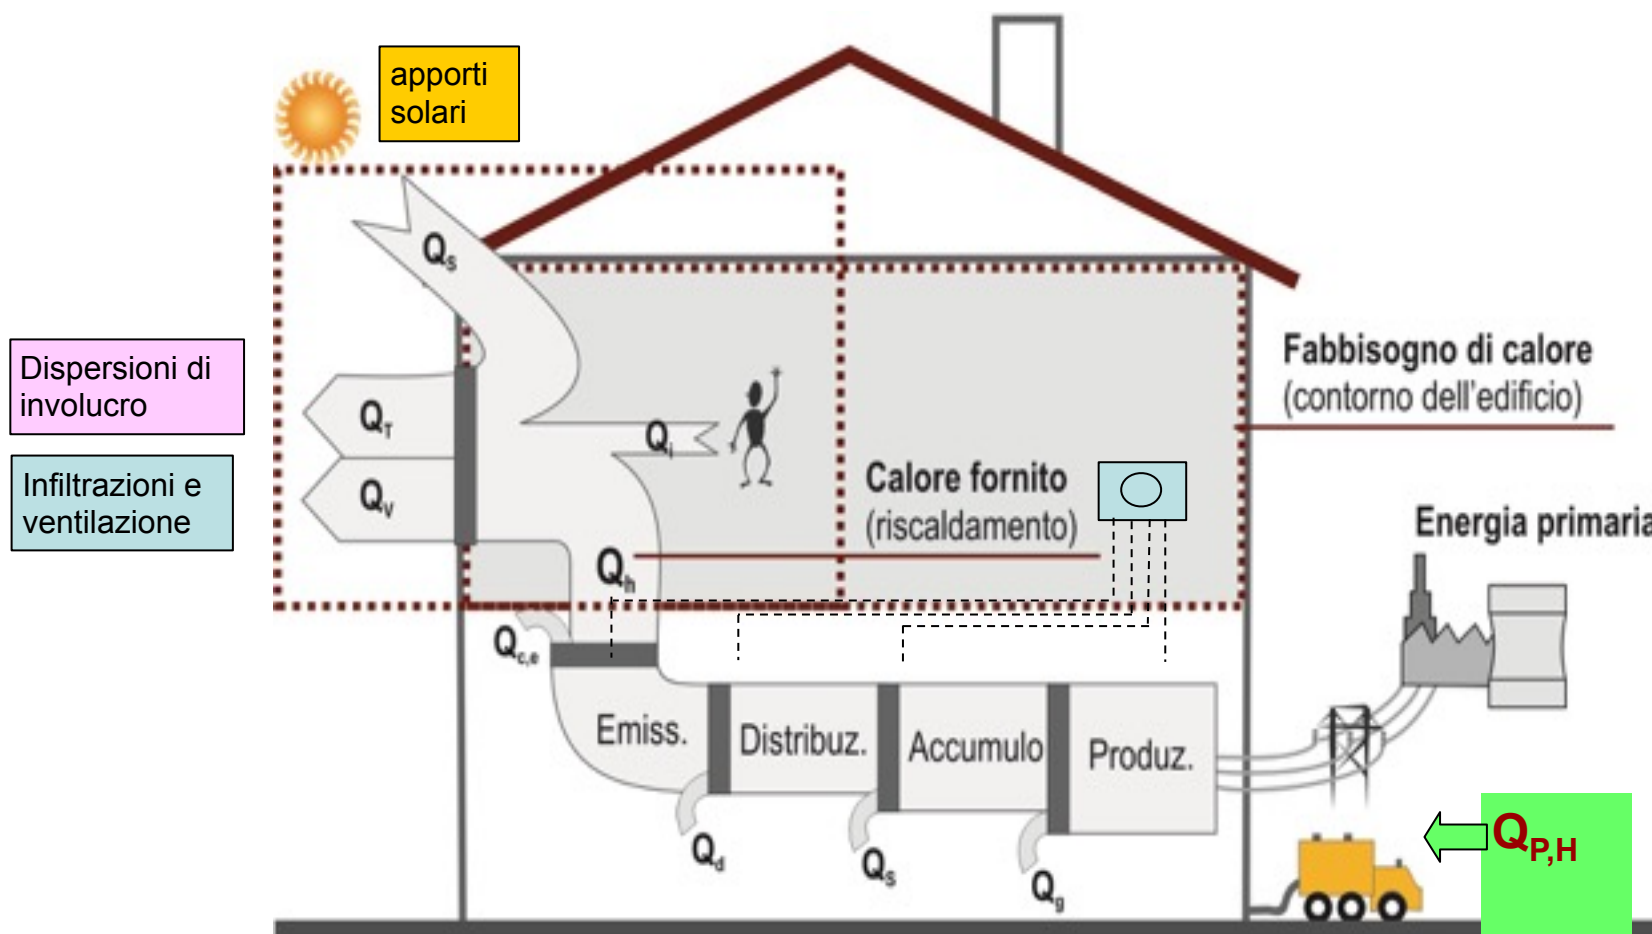 apporti
solari
Qs
Dispersioni di
involucro
QT
Qi
Infiltrazioni e
ventilazione
QV
Fabbisogno di calore
(contorno dell'edificio)
Calore fornito
(riscaldamento)
Energia primaria
Qh
Qc,e
Emiss.
Distribuz.
Accumulo
Produz.
Qd
Qs
Qg
QP,H